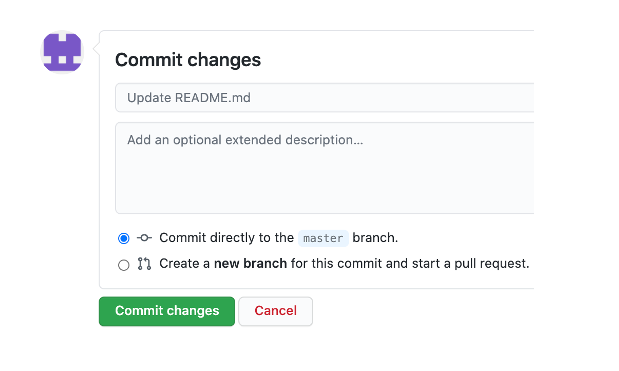 Commit changes
Update README.md
Add an optional extended description...
Commit directly to the master branch.
Create a new branch for this commit and start a pull request.
Commit changes Cancel